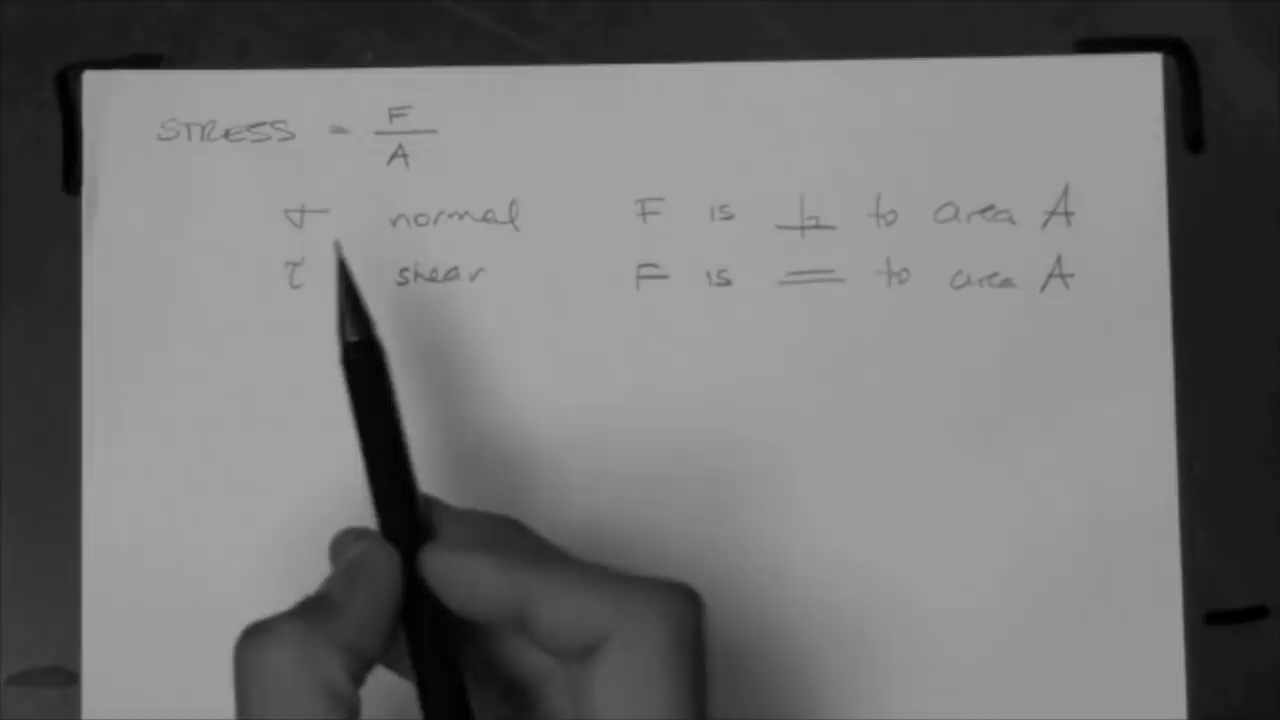 STRESS = F/A
σ normal F is ⊥ to area A
τ shear F is = to area A